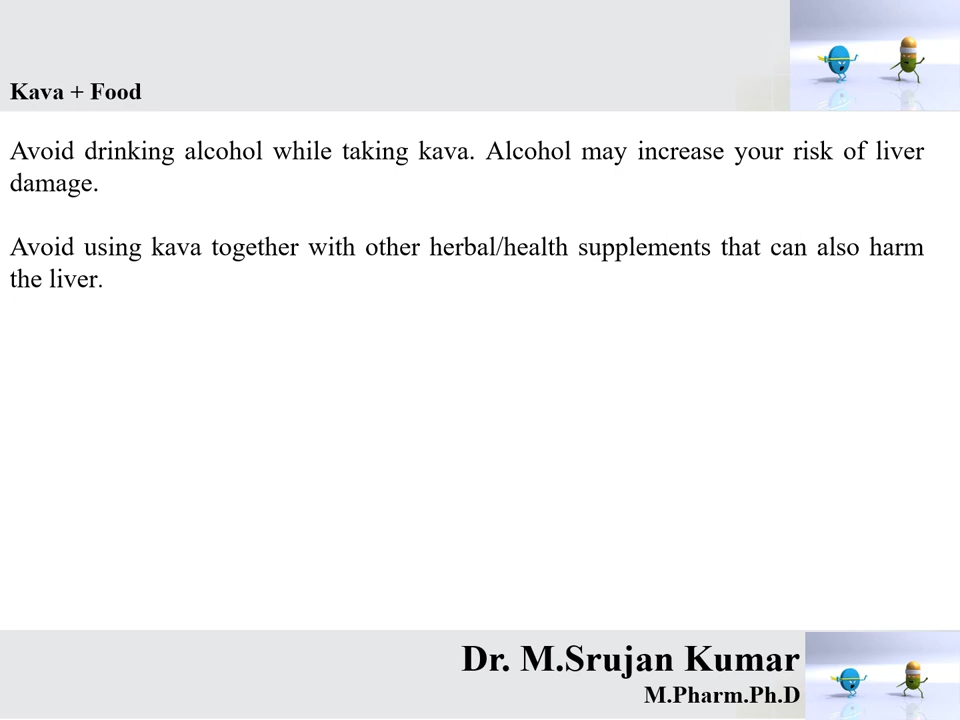 Kava + Food
Avoid drinking alcohol while taking kava. Alcohol may increase your risk of liver
damage.
Avoid using kava together with other herbal/health supplements that can also harm
the liver.
Dr. M.Srujan Kumar
M.Pharm.Ph.D